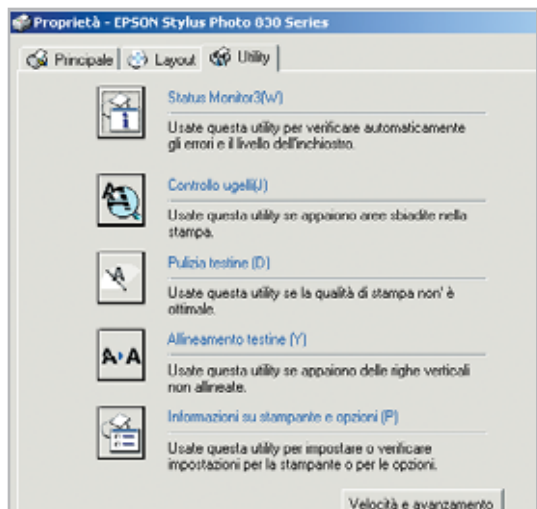 Proprietà - EPSON Stylus Photo 830 Series
Principale Layout Utility
Status Monitor3(W)
Usate questa utility per verificare automaticamente
gli errori e il livello dell'inchiostro.
Controllo ugelli(J)
Usate questa utility se appaiono aree sbiadite nella
stampa.
Pulizia testine (D)
Usate questa utility se la qualità di stampa non' è
ottimale.
Allineamento testine (Y)
Usate questa utility se appaiono delle righe verticali
non allineate.
Informazioni su stampante e opzioni (P)
Usate questa utility per impostare o verificare
impostazioni per la stampante o per le opzioni.
Velocità e avanzamento